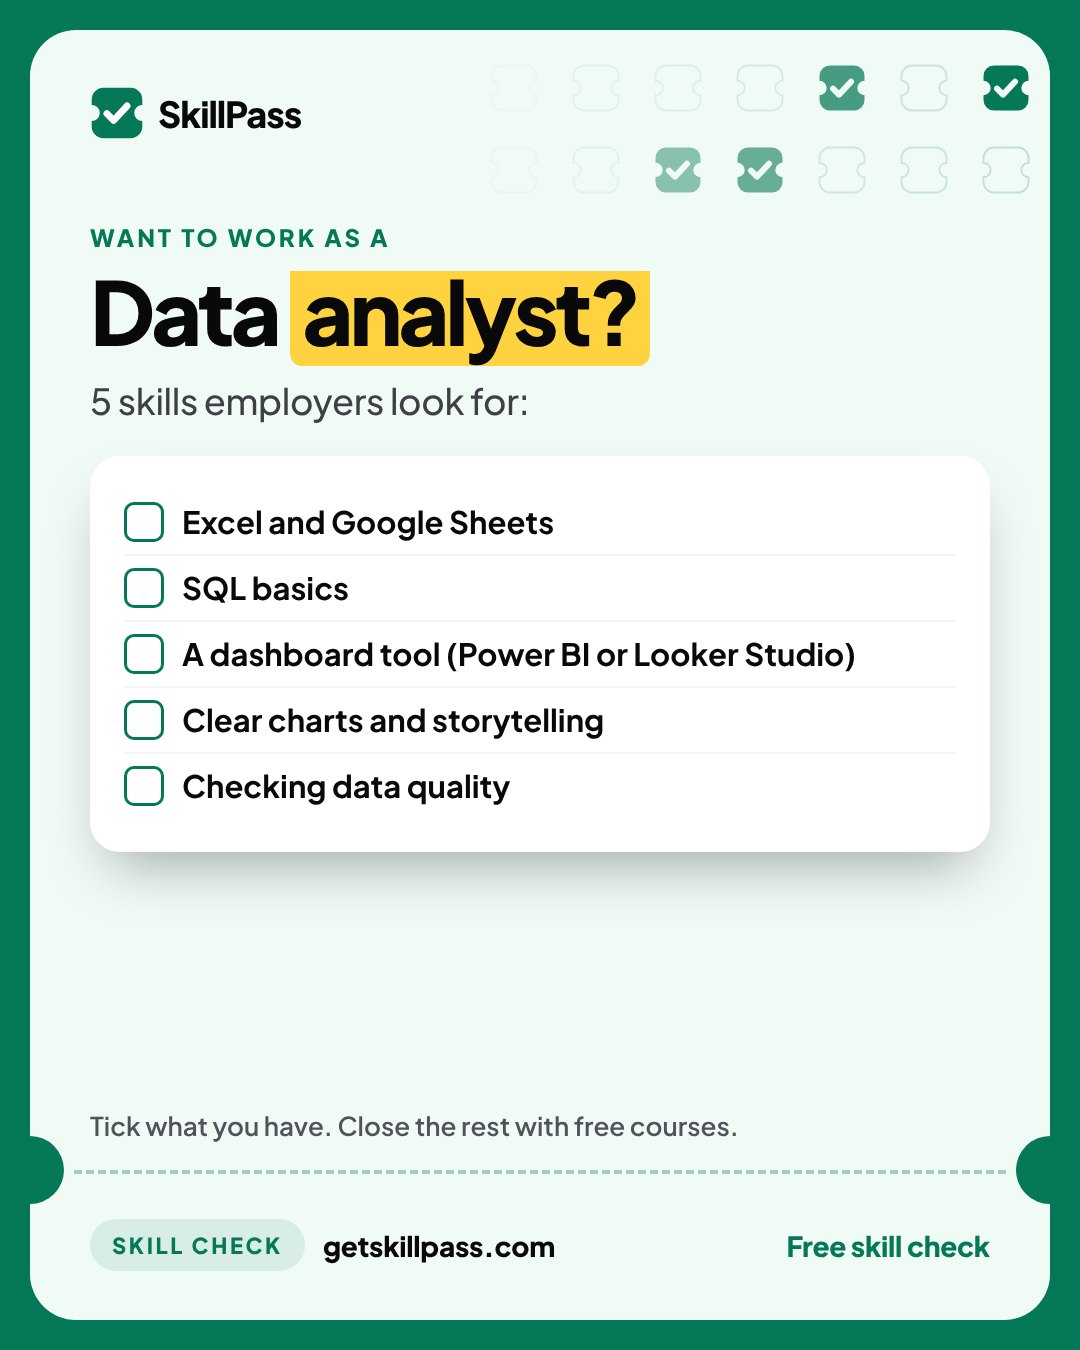 SkillPass
WANT TO WORK AS A
Data analyst?
5 skills employers look for:
Excel and Google Sheets
SQL basics
A dashboard tool (Power BI or Looker Studio)
Clear charts and storytelling
Checking data quality
Tick what you have. Close the rest with free courses.
SKILL CHECK getskillpass.com Free skill check